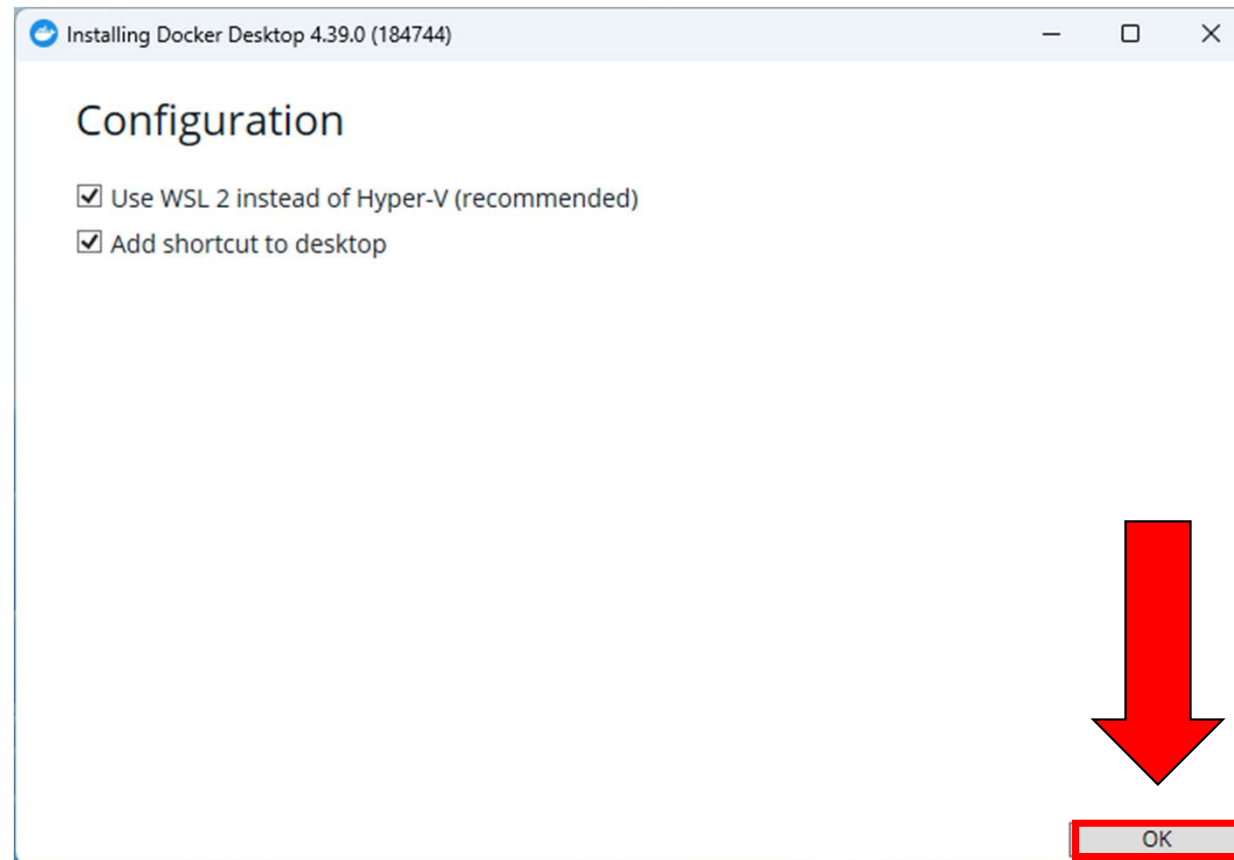 Installing Docker Desktop 4.39.0 (184744)
Configuration
Use WSL 2 instead of Hyper-V (recommended)
Add shortcut to desktop
OK